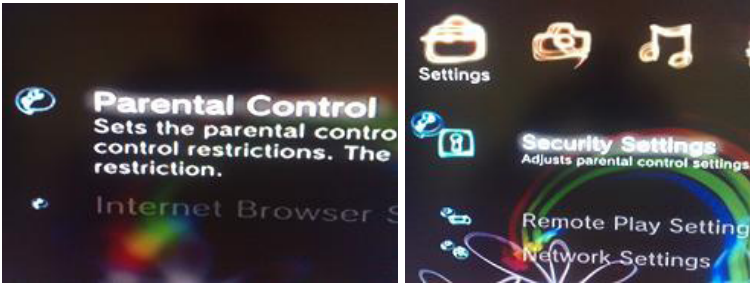 Parental Control
Sets the parental contro
control restrictions. The
restriction.
Internet Browser S
Settings
Security Settings
Adjusts parental control settings
Remote Play Setting
Network Settings